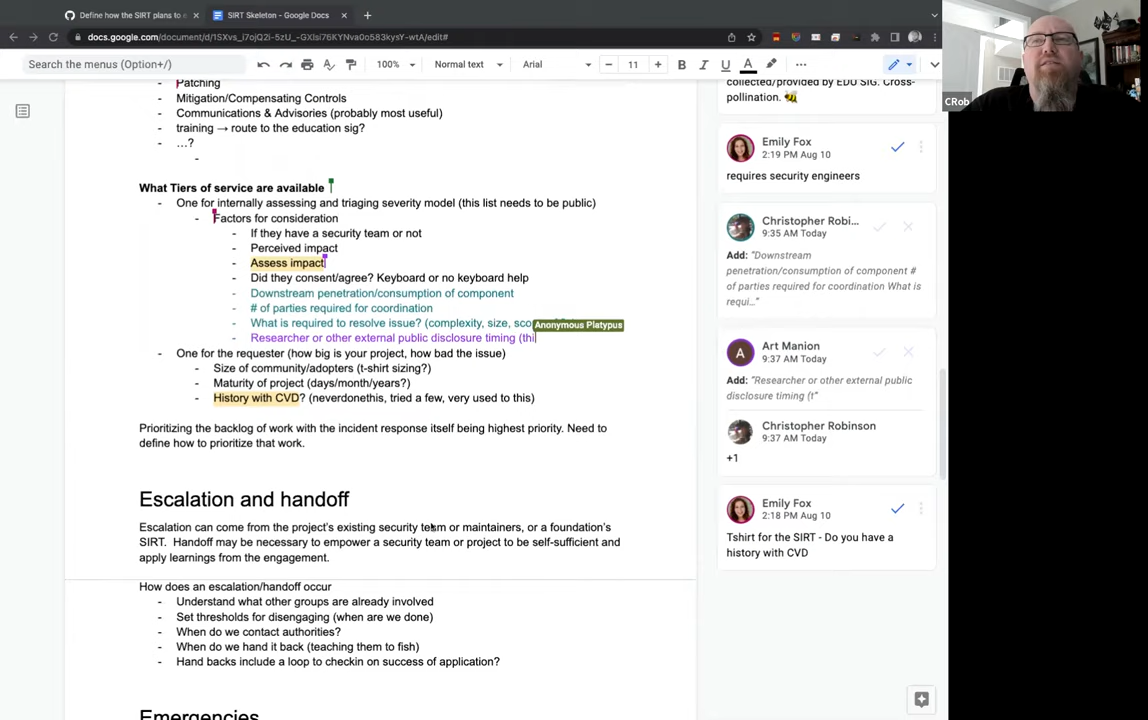 Define how the SIRT plans to e
SIRT Skeleton - Google Docs
docs.google.com/document/d/1SXvs_i7ojQ2i-5zU_-GXIsi76KYNva0o583kysY-wtA/edit#
Search the menus (Option+/)
100%
Normal text
Arial
11
B
I
U
A
Patching
- Mitigation/Compensating Controls
- Communications & Advisories (probably most useful)
- training → route to the education sig?
- …?
-
What Tiers of service are available
- One for internally assessing and triaging severity model (this list needs to be public)
- Factors for consideration
- If they have a security team or not
- Perceived impact
- Assess impact
- Did they consent/agree? Keyboard or no keyboard help
- Downstream penetration/consumption of component
- # of parties required for coordination
- What is required to resolve issue? (complexity, size, sco
Anonymous Platypus
- Researcher or other external public disclosure timing (thi
- One for the requester (how big is your project, how bad the issue)
- Size of community/adopters (t-shirt sizing?)
- Maturity of project (days/month/years?)
- History with CVD? (neverdonethis, tried a few, very used to this)
Prioritizing the backlog of work with the incident response itself being highest priority. Need to
define how to prioritize that work.
Escalation and handoff
Escalation can come from the project's existing security team or maintainers, or a foundation's
SIRT. Handoff may be necessary to empower a security team or project to be self-sufficient and
apply learnings from the engagement.
How does an escalation/handoff occur
- Understand what other groups are already involved
- Set thresholds for disengaging (when are we done)
- When do we contact authorities?
- When do we hand it back (teaching them to fish)
- Hand backs include a loop to checkin on success of application?
Emergencies
collected/provided by EDU SIG. Cross-
pollination. 🐝
Emily Fox
2:19 PM Aug 10
requires security engineers
Christopher Robi...
9:35 AM Today
Add: "Downstream
penetration/consumption of component #
of parties required for coordination What is
requi..."
A
Art Manion
9:37 AM Today
Add: "Researcher or other external public
disclosure timing (t"
Christopher Robinson
9:37 AM Today
+1
Emily Fox
2:18 PM Aug 10
Tshirt for the SIRT - Do you have a
history with CVD
CRob